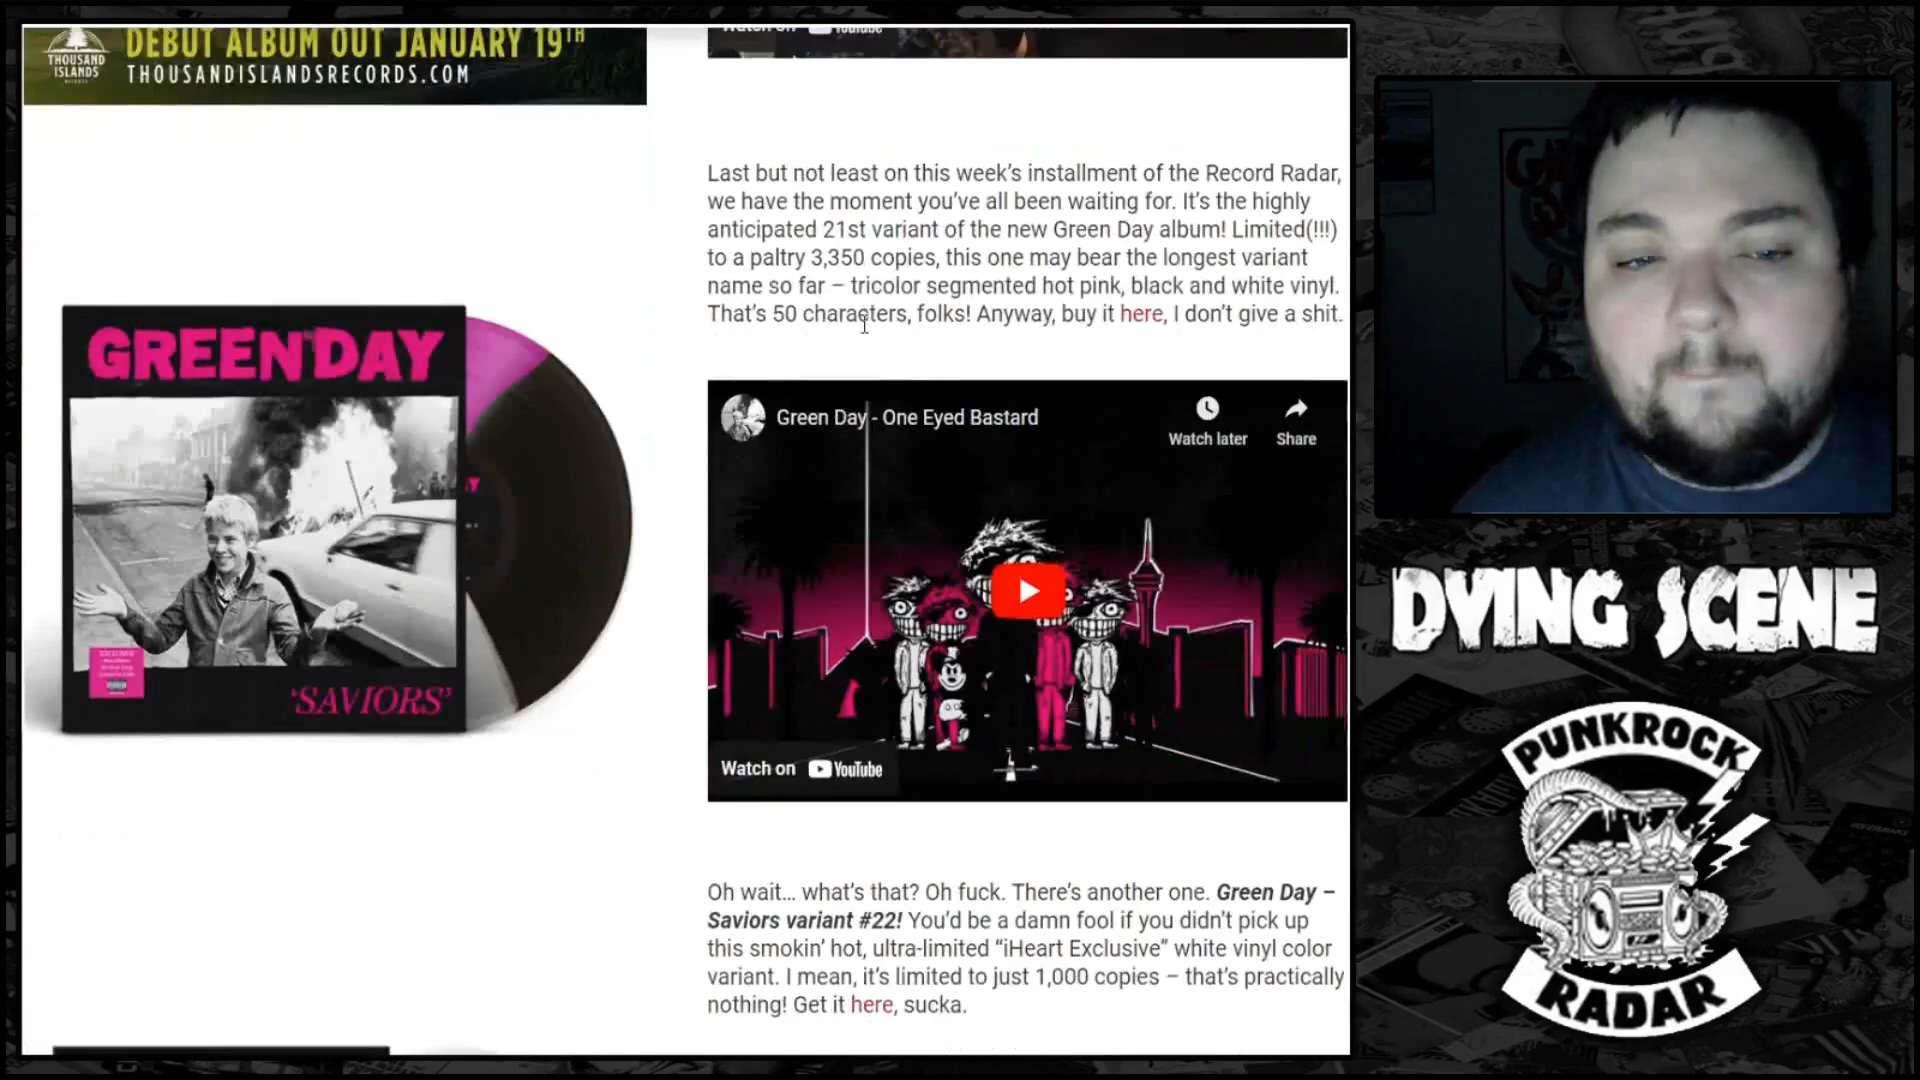 THOUSAND
ISLANDS
DEBUT ALBUM OUT JANUARY 19TH
THOUSANDISLANDSRECORDS.COM
GREEN DAY
'SAVIORS'
Watch on YouTube
Last but not least on this week's installment of the Record Radar,
we have the moment you've all been waiting for. It's the highly
anticipated 21st variant of the new Green Day album! Limited(!!!)
to a paltry 3,350 copies, this one may bear the longest variant
name so far – tricolor segmented hot pink, black and white vinyl.
That's 50 characters, folks! Anyway, buy it here, I don't give a shit.
Green Day - One Eyed Bastard
Watch later
Share
Watch on YouTube
Oh wait… what's that? Oh fuck. There's another one. Green Day –
Saviors variant #22! You'd be a damn fool if you didn't pick up
this smokin' hot, ultra-limited “iHeart Exclusive” white vinyl color
variant. I mean, it's limited to just 1,000 copies – that's practically
nothing! Get it here, sucka.
DYING SCENE
PUNKROCK
RADAR